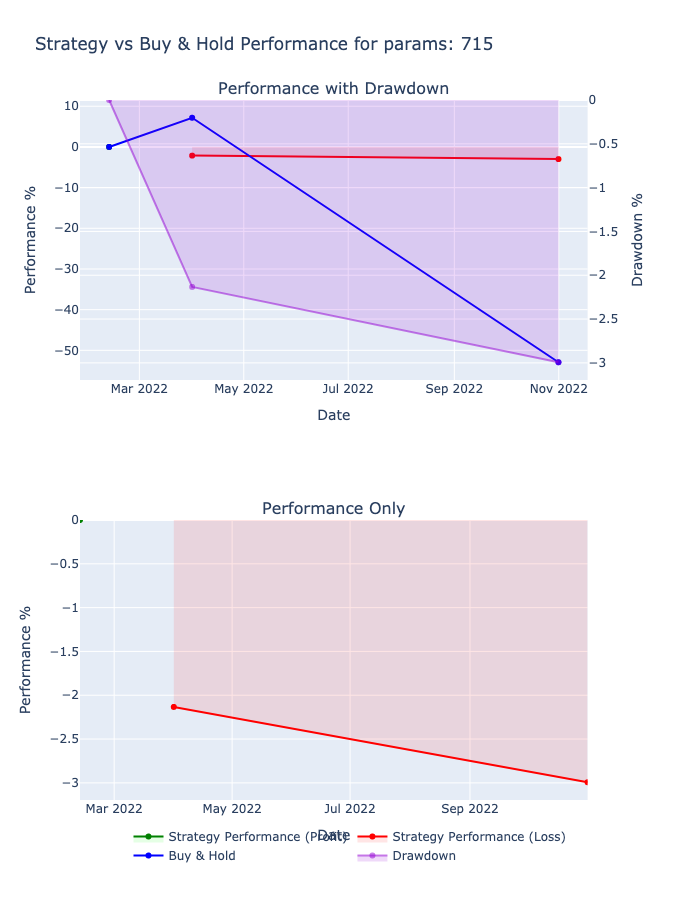 Strategy vs Buy & Hold Performance for params: 715
Performance with Drawdown
10
0
−10
−20
−30
−40
−50
Performance %
0
−0.5
−1
−1.5
−2
−2.5
−3
Drawdown %
Mar 2022
May 2022
Jul 2022
Sep 2022
Nov 2022
Date
Performance Only
0
−0.5
−1
−1.5
−2
−2.5
−3
Performance %
Mar 2022
May 2022
Jul 2022
Sep 2022
Date
Strategy Performance (Profit)
Strategy Performance (Loss)
Buy & Hold
Drawdown